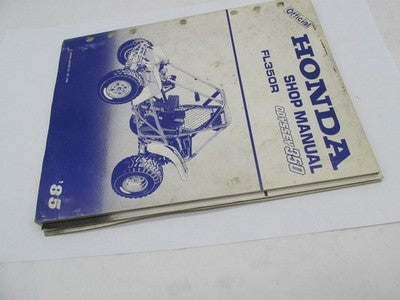 Official
HONDA
SHOP MANUAL
ODYSSEY 350
FL350R
'85